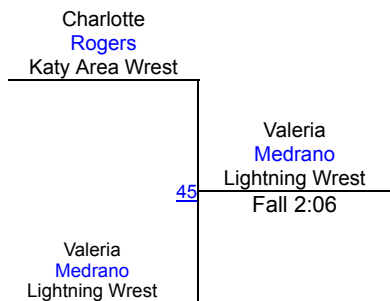 Charlotte
Rogers
Katy Area Wrest
Valeria
Medrano
Lightning Wrest
45
Fall 2:06
Valeria
Medrano
Lightning Wrest